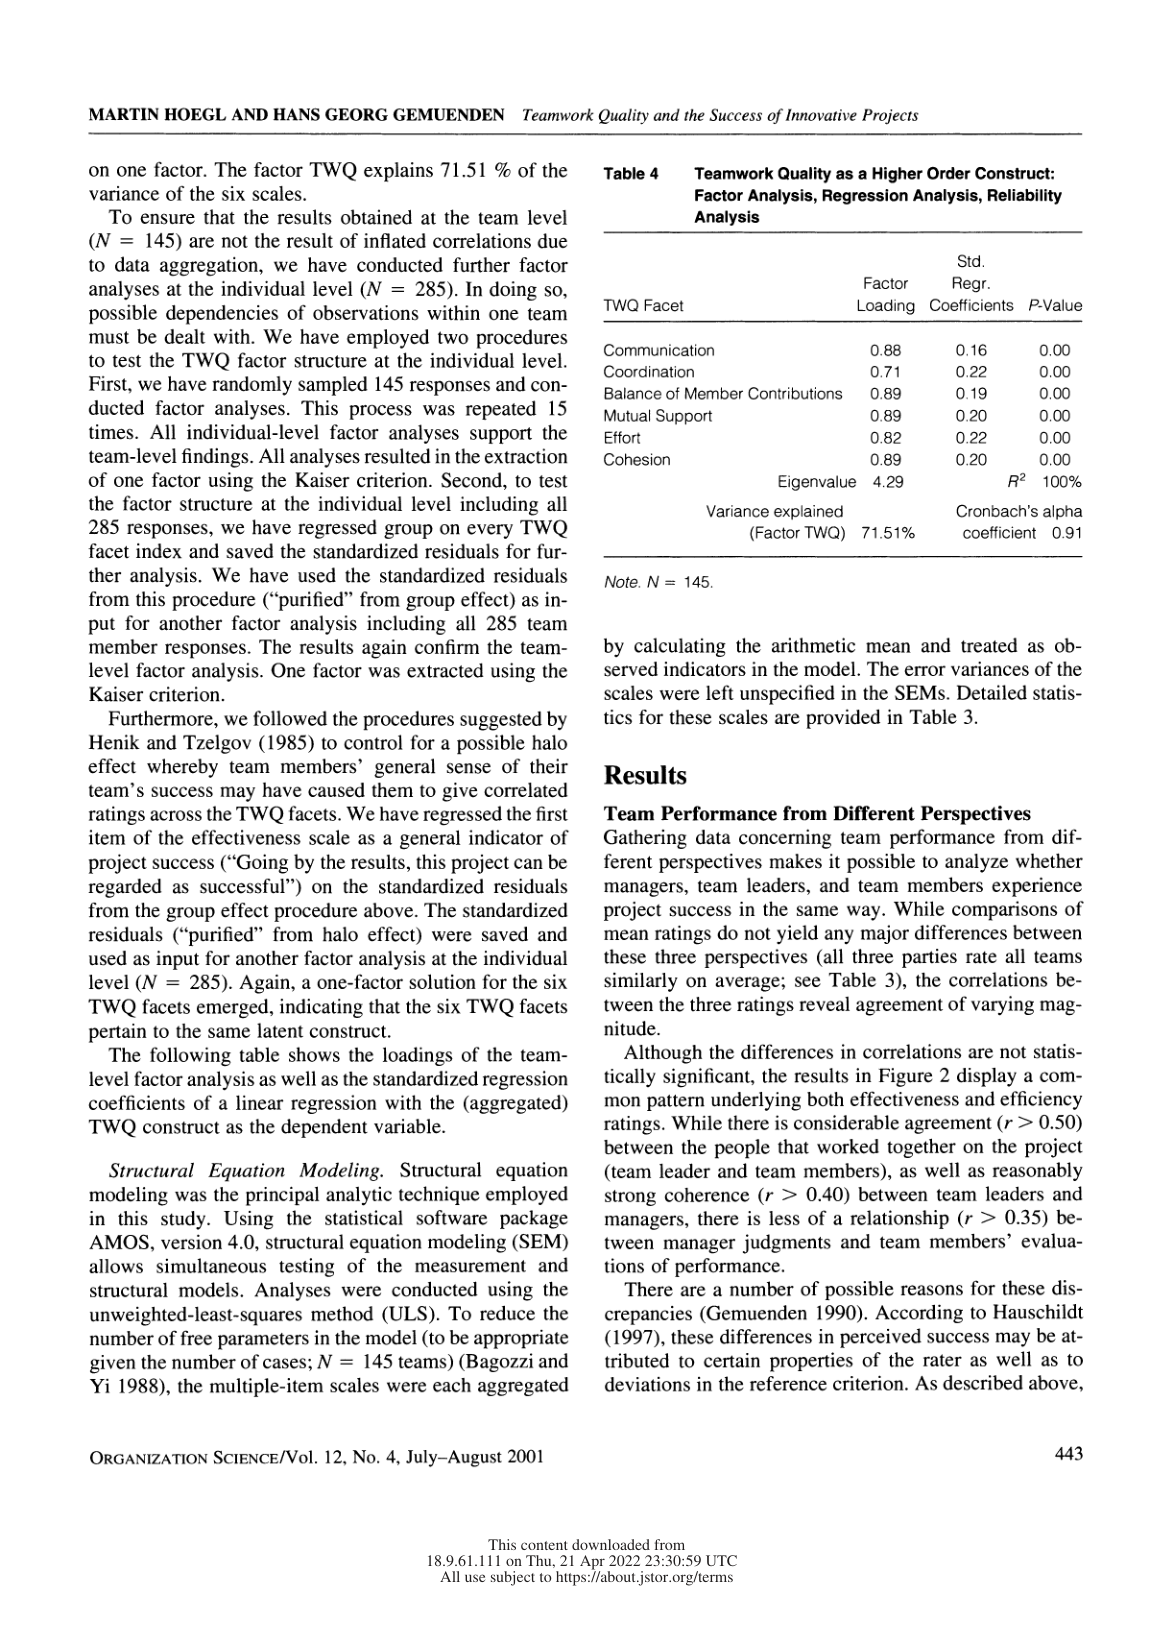 MARTIN HOEGL AND HANS GEORG GEMUENDEN Teamwork Quality and the Success of Innovative Projects
on one factor. The factor TWQ explains 71.51 % of the
variance of the six scales.
To ensure that the results obtained at the team level
(N = 145) are not the result of inflated correlations due
to data aggregation, we have conducted further factor
analyses at the individual level (N = 285). In doing so,
possible dependencies of observations within one team
must be dealt with. We have employed two procedures
to test the TWQ factor structure at the individual level.
First, we have randomly sampled 145 responses and con-
ducted factor analyses. This process was repeated 15
times. All individual-level factor analyses support the
team-level findings. All analyses resulted in the extraction
of one factor using the Kaiser criterion. Second, to test
the factor structure at the individual level including all
285 responses, we have regressed group on every TWQ
facet index and saved the standardized residuals for fur-
ther analysis. We have used the standardized residuals
from this procedure (“purified” from group effect) as in-
put for another factor analysis including all 285 team
member responses. The results again confirm the team-
level factor analysis. One factor was extracted using the
Kaiser criterion.
Furthermore, we followed the procedures suggested by
Henik and Tzelgov (1985) to control for a possible halo
effect whereby team members’ general sense of their
team’s success may have caused them to give correlated
ratings across the TWQ facets. We have regressed the first
item of the effectiveness scale as a general indicator of
project success (“Going by the results, this project can be
regarded as successful”) on the standardized residuals
from the group effect procedure above. The standardized
residuals (“purified” from halo effect) were saved and
used as input for another factor analysis at the individual
level (N = 285). Again, a one-factor solution for the six
TWQ facets emerged, indicating that the six TWQ facets
pertain to the same latent construct.
The following table shows the loadings of the team-
level factor analysis as well as the standardized regression
coefficients of a linear regression with the (aggregated)
TWQ construct as the dependent variable.
Structural Equation Modeling. Structural equation
modeling was the principal analytic technique employed
in this study. Using the statistical software package
AMOS, version 4.0, structural equation modeling (SEM)
allows simultaneous testing of the measurement and
structural models. Analyses were conducted using the
unweighted-least-squares method (ULS). To reduce the
number of free parameters in the model (to be appropriate
given the number of cases; N = 145 teams) (Bagozzi and
Yi 1988), the multiple-item scales were each aggregated
Table 4 Teamwork Quality as a Higher Order Construct:
Factor Analysis, Regression Analysis, Reliability
Analysis
Std.
Factor Regr.
TWQ Facet Loading Coefficients P-Value
Communication 0.88 0.16 0.00
Coordination 0.71 0.22 0.00
Balance of Member Contributions 0.89 0.19 0.00
Mutual Support 0.89 0.20 0.00
Effort 0.82 0.22 0.00
Cohesion 0.89 0.20 0.00
Eigenvalue 4.29 R² 100%
Variance explained Cronbach's alpha
(Factor TWQ) 71.51% coefficient 0.91
Note. N = 145.
by calculating the arithmetic mean and treated as ob-
served indicators in the model. The error variances of the
scales were left unspecified in the SEMs. Detailed statis-
tics for these scales are provided in Table 3.
Results
Team Performance from Different Perspectives
Gathering data concerning team performance from dif-
ferent perspectives makes it possible to analyze whether
managers, team leaders, and team members experience
project success in the same way. While comparisons of
mean ratings do not yield any major differences between
these three perspectives (all three parties rate all teams
similarly on average; see Table 3), the correlations be-
tween the three ratings reveal agreement of varying mag-
nitude.
Although the differences in correlations are not statis-
tically significant, the results in Figure 2 display a com-
mon pattern underlying both effectiveness and efficiency
ratings. While there is considerable agreement (r > 0.50)
between the people that worked together on the project
(team leader and team members), as well as reasonably
strong coherence (r > 0.40) between team leaders and
managers, there is less of a relationship (r > 0.35) be-
tween manager judgments and team members’ evalua-
tions of performance.
There are a number of possible reasons for these dis-
crepancies (Gemuenden 1990). According to Hauschildt
(1997), these differences in perceived success may be at-
tributed to certain properties of the rater as well as to
deviations in the reference criterion. As described above,
ORGANIZATION SCIENCE/Vol. 12, No. 4, July–August 2001 443
This content downloaded from
18.9.61.111 on Thu, 21 Apr 2022 23:30:59 UTC
All use subject to https://about.jstor.org/terms